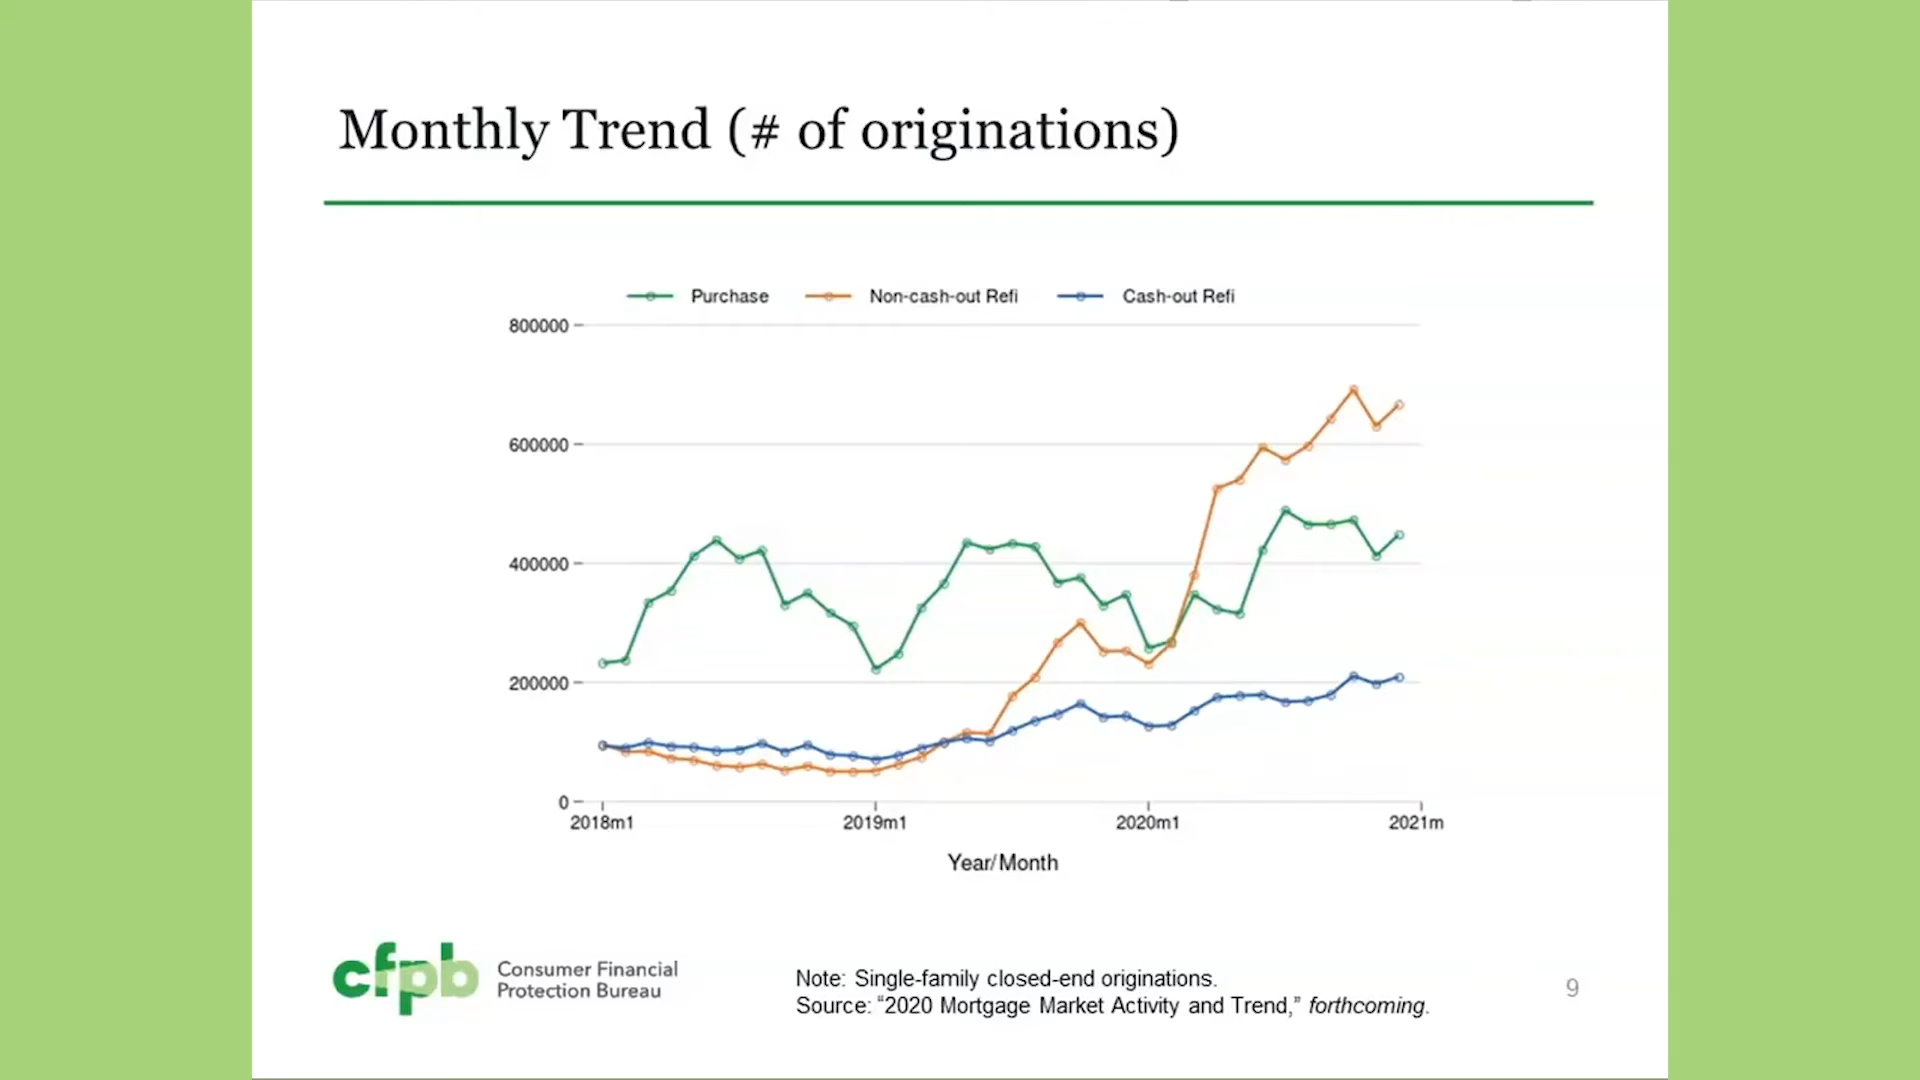 Monthly Trend (# of originations)
Purchase Non-cash-out Refi Cash-out Refi
800000
600000
400000
200000
0
2018m1 2019m1 2020m1 2021m
Year/Month
cfpb Consumer Financial
Protection Bureau
Note: Single-family closed-end originations.
Source: “2020 Mortgage Market Activity and Trend,” forthcoming.
9